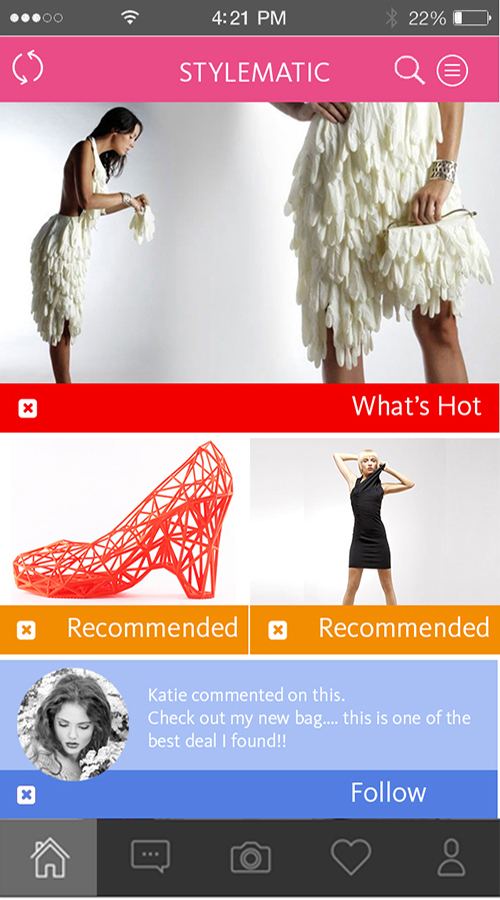 4:21 PM 22%
STYLEMATIC
What's Hot
Recommended Recommended
Katie commented on this.
Check out my new bag.... this is one of the
best deal I found!!
Follow